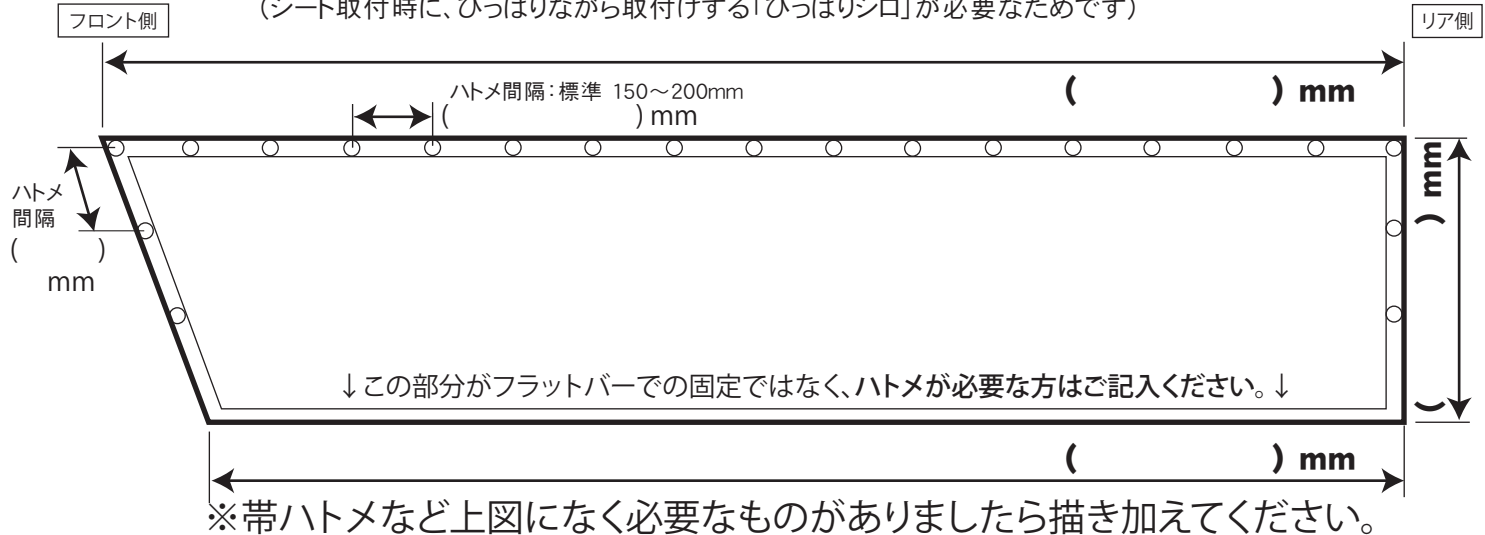 （シート取付時に、ひっぱりながら取付けする「ひっぱりシロ」が必要なためです）
フロント側
リア側
( ) mm
ハトメ間隔：標準 150～200mm
( ) mm
ハトメ
間隔
( )
mm
( ) mm
↓この部分がフラットバーでの固定ではなく、ハトメが必要な方はご記入ください。↓
( ) mm
※帯ハトメなど上図になく必要なものがありましたら描き加えてください。